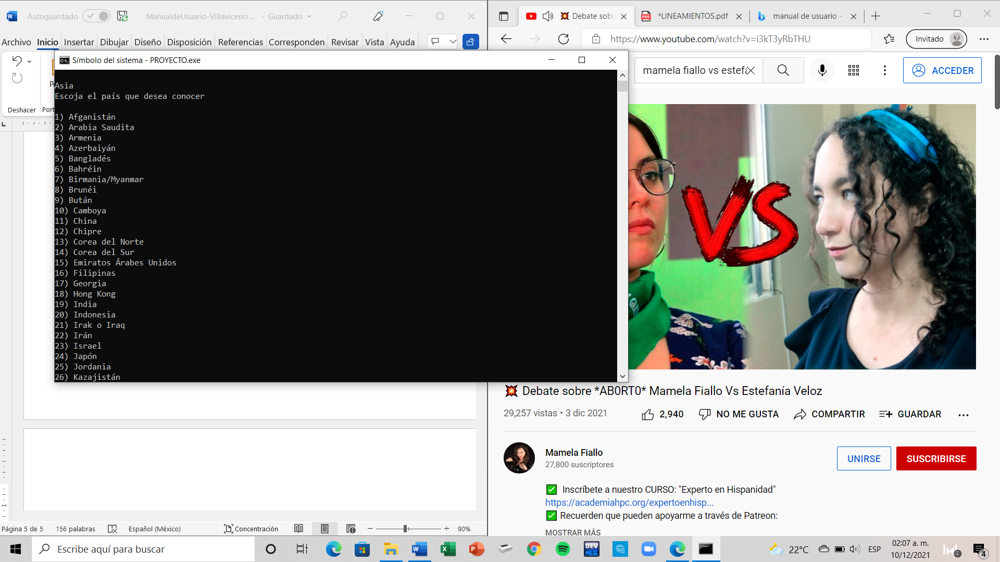 Autoguardado
ManualdeUsuario-Villavicenci... - Guardado
Archivo Inicio Insertar Dibujar Diseño Disposición Referencias Corresponden Revisar Vista Ayuda
Deshacer
Símbolo del sistema - PROYECTO.exe
Asia
Escoja el país que desea conocer
1) Afganistán
2) Arabia Saudita
3) Armenia
4) Azerbaiyán
5) Bangladés
6) Bahréin
7) Birmania/Myanmar
8) Brunéi
9) Bután
10) Camboya
11) China
12) Chipre
13) Corea del Norte
14) Corea del Sur
15) Emiratos Árabes Unidos
16) Filipinas
17) Georgia
18) Hong Kong
19) India
20) Indonesia
21) Irak o Iraq
22) Irán
23) Israel
24) Japón
25) Jordania
26) Kazajistán
Página 5 de 5 156 palabras Español (México) Concentración 90%
Debate sobr *LINEAMIENTOS.pdf manual de usuario -
https://www.youtube.com/watch?v=i3kT3yRbTHU
Invitado
mamela fiallo vs estefa
ACCEDER
VS
💥 Debate sobre *AB0RT0* Mamela Fiallo Vs Estefanía Veloz
29,257 vistas • 3 dic 2021
2,940 NO ME GUSTA COMPARTIR GUARDAR
Mamela Fiallo
27,800 suscriptores
UNIRSE SUSCRIBIRSE
✅ Inscríbete a nuestro CURSO: "Experto en Hispanidad"
https://academiahpc.org/expertoenhisp...
✅ Recuerden que pueden apoyarme a través de Patreon:
MOSTRAR MÁS
Escribe aquí para buscar
DEV C++
22°C
ESP
02:07 a. m.
10/12/2021
2
4